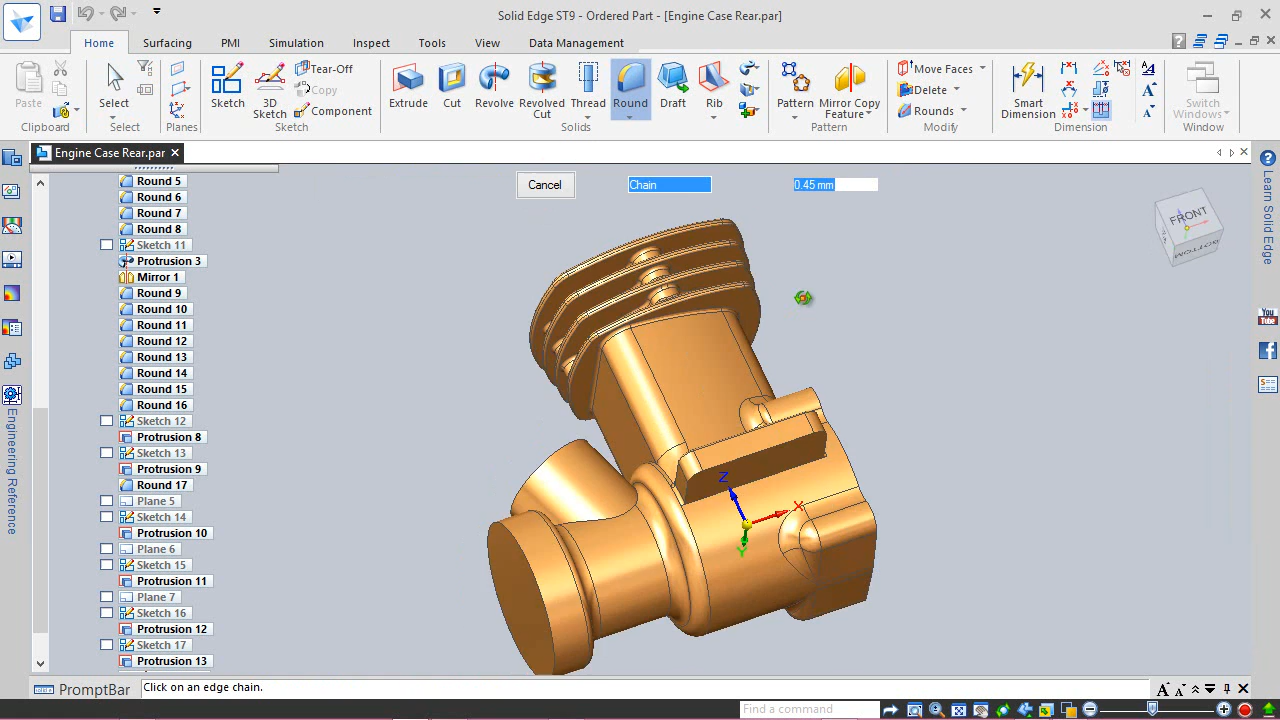 Solid Edge ST9 - Ordered Part - [Engine Case Rear.par]
Home Surfacing PMI Simulation Inspect Tools View Data Management
Paste
Clipboard
Select
Select
Planes
Sketch
3D Sketch
Tear-Off
Copy
Component
Sketch
Extrude
Cut
Revolve
Revolved Cut
Thread
Round
Draft
Rib
Solids
Pattern
Mirror Copy Feature
Pattern
Move Faces
Delete
Rounds
Modify
Smart Dimension
Dimension
Switch Windows
Window
Engine Case Rear.par
Cancel
Chain
0.45 mm
Round 5
Round 6
Round 7
Round 8
Sketch 11
Protrusion 3
Mirror 1
Round 9
Round 10
Round 11
Round 12
Round 13
Round 14
Round 15
Round 16
Sketch 12
Protrusion 8
Sketch 13
Protrusion 9
Round 17
Plane 5
Sketch 14
Protrusion 10
Plane 6
Sketch 15
Protrusion 11
Plane 7
Sketch 16
Protrusion 12
Sketch 17
Protrusion 13
Engineering Reference
FRONT
BOTTOM
Z
X
Y
Learn Solid Edge
You
Tube
PromptBar
Click on an edge chain.
Find a command